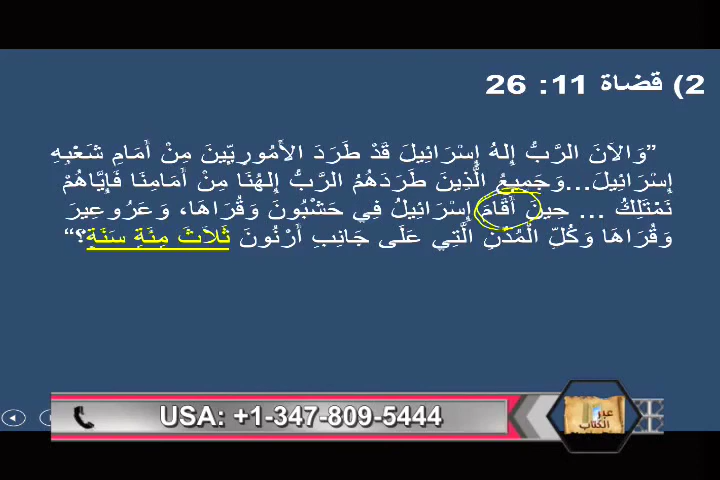 2) قضاة 11: 26
”وَالآنَ الرَّبُّ إِلهُ إِسْرَائِيلَ قَدْ طَرَدَ الأَمُورِيِّينَ مِنْ أَمَامِ شَعْبِهِ
إِسْرَائِيلَ...وَجَمِيعُ الَّذِينَ طَرَدَهُمُ الرَّبُّ إِلهُنَا مِنْ أَمَامِنَا فَإِيَّاهُمْ
نَمْتَلِكُ ... حِينَ أَقَامَ إِسْرَائِيلُ فِي حَشْبُونَ وَقُرَاهَا، وَعَرُوعِيرَ
وَقُرَاهَا وَكُلِّ الْمُدُنِ الَّتِي عَلَى جَانِبِ أَرْنُونَ ثَلاَثَ مِئَةِ سَنَةٍ؟“
USA: +1-347-809-5444
عبر
الكتاب